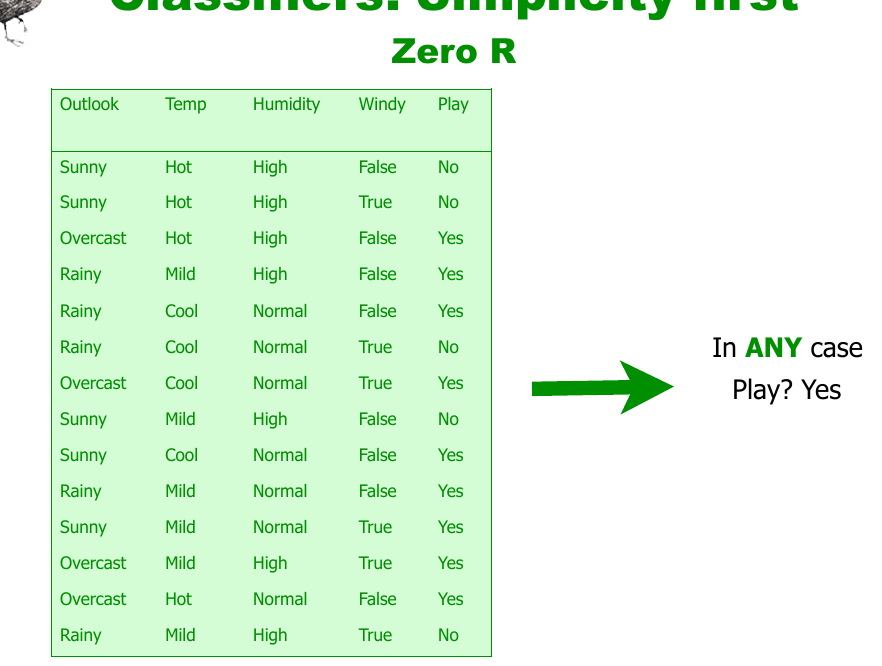 Classifiers: Simplicity first
Zero R
Outlook Temp Humidity Windy Play
Sunny Hot High False No
Sunny Hot High True No
Overcast Hot High False Yes
Rainy Mild High False Yes
Rainy Cool Normal False Yes
Rainy Cool Normal True No
Overcast Cool Normal True Yes
Sunny Mild High False No
Sunny Cool Normal False Yes
Rainy Mild Normal False Yes
Sunny Mild Normal True Yes
Overcast Mild High True Yes
Overcast Hot Normal False Yes
Rainy Mild High True No
In ANY case
Play? Yes